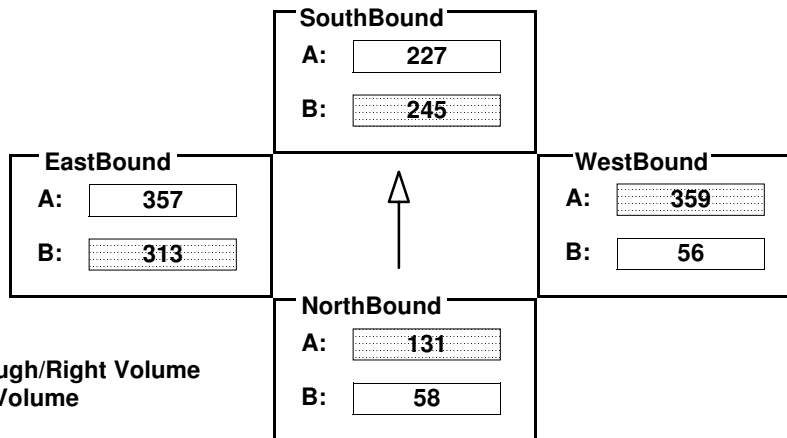 SouthBound
A: 227
B: 245
EastBound
A: 357
B: 313
WestBound
A: 359
B: 56
NorthBound
A: 131
B: 58
ugh/Right Volume
Volume